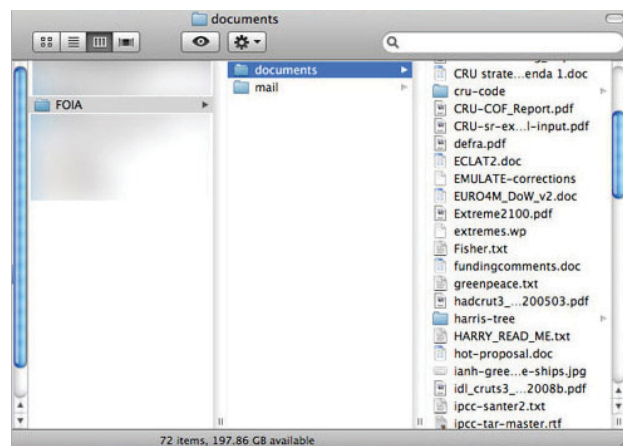 documents
FOIA
documents
mail
CRU strate...enda 1.doc
cru-code
CRU-COF_Report.pdf
CRU-sr-ex...l-input.pdf
defra.pdf
ECLAT2.doc
EMULATE-corrections
EURO4M_DoW_v2.doc
Extreme2100.pdf
extremes.wp
Fisher.txt
fundingcomments.doc
greenpeace.txt
hadcrut3_...200503.pdf
harris-tree
HARRY_READ_ME.txt
hot-proposal.doc
ianh-gree...e-ships.jpg
idl_cruts3_...2008b.pdf
ipcc-santer2.txt
ipcc-tar-master.rtf
72 items, 197.86 GB available